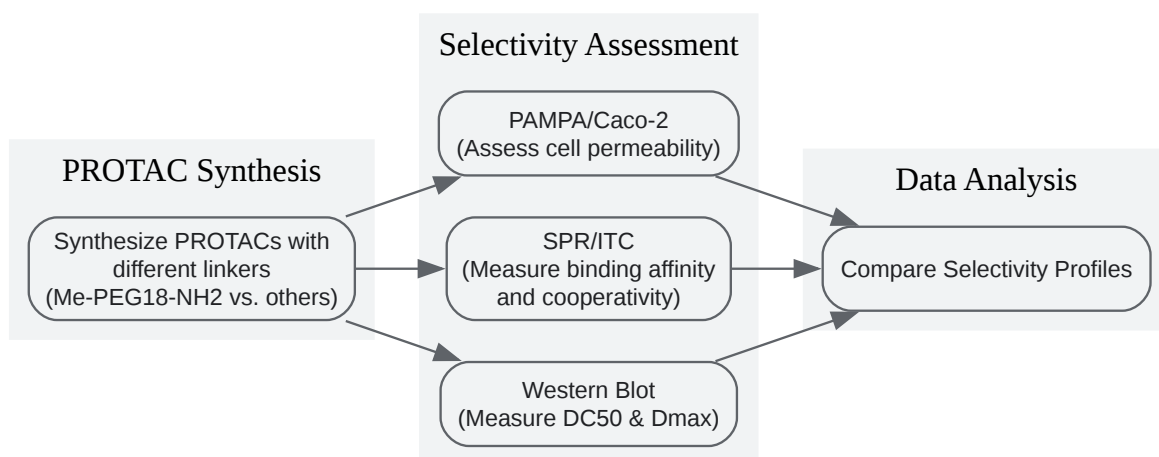 PROTAC Synthesis
Synthesize PROTACs with
different linkers
(Me-PEG18-NH2 vs. others)
Selectivity Assessment
PAMPA/Caco-2
(Assess cell permeability)
SPR/ITC
(Measure binding affinity
and cooperativity)
Western Blot
(Measure DC50 & Dmax)
Data Analysis
Compare Selectivity Profiles